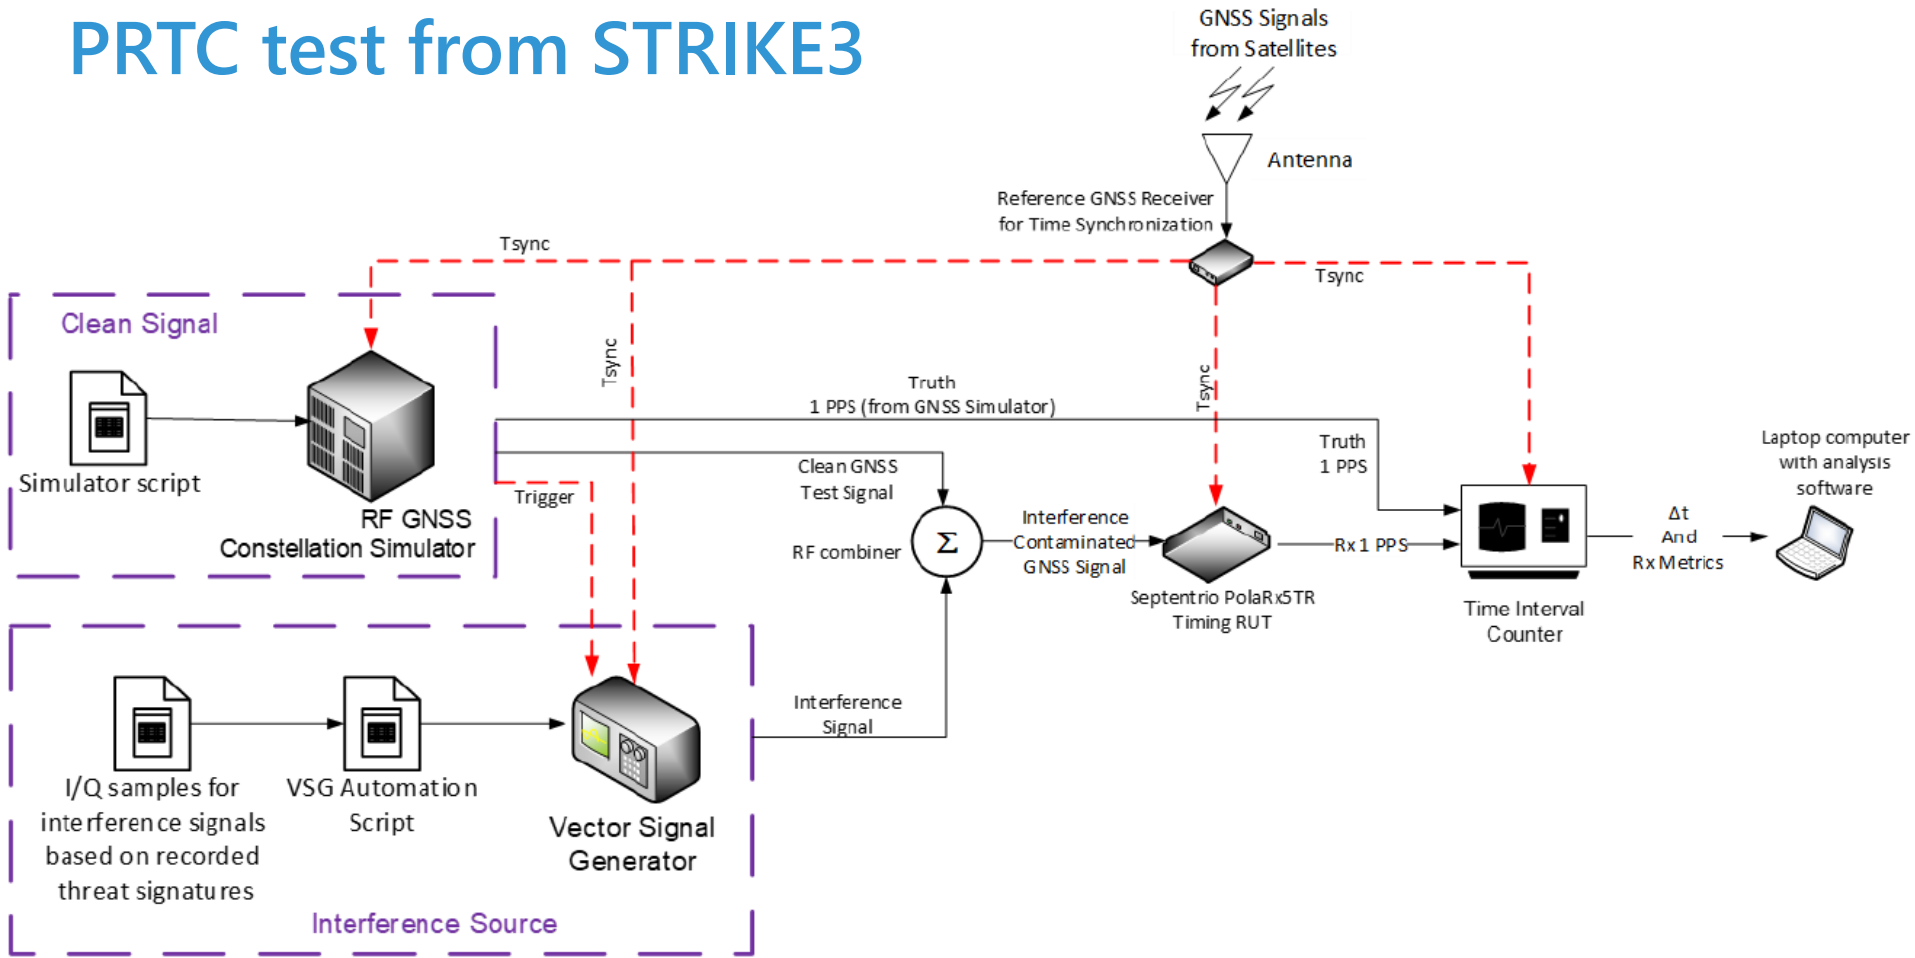 PRTC test from STRIKE3
GNSS Signals
from Satellites
Antenna
Reference GNSS Receiver
for Time Synchronization
Tsync
Tsync
Clean Signal
Tsync
Tsync
Truth
1 PPS (from GNSS Simulator)
Simulator script
RF GNSS
Constellation Simulator
Trigger
Clean GNSS
Test Signal
Truth
1 PPS
Laptop computer
with analysis
software
RF combiner
Σ
Interference
Contaminated
GNSS Signal
Rx 1 PPS
Δt
And
Rx Metrics
Septentrio PolaRx5TR
Timing RUT
Time Interval
Counter
Interference
Signal
I/Q samples for
interference signals
based on recorded
threat signatures
VSG Automation
Script
Vector Signal
Generator
Interference Source